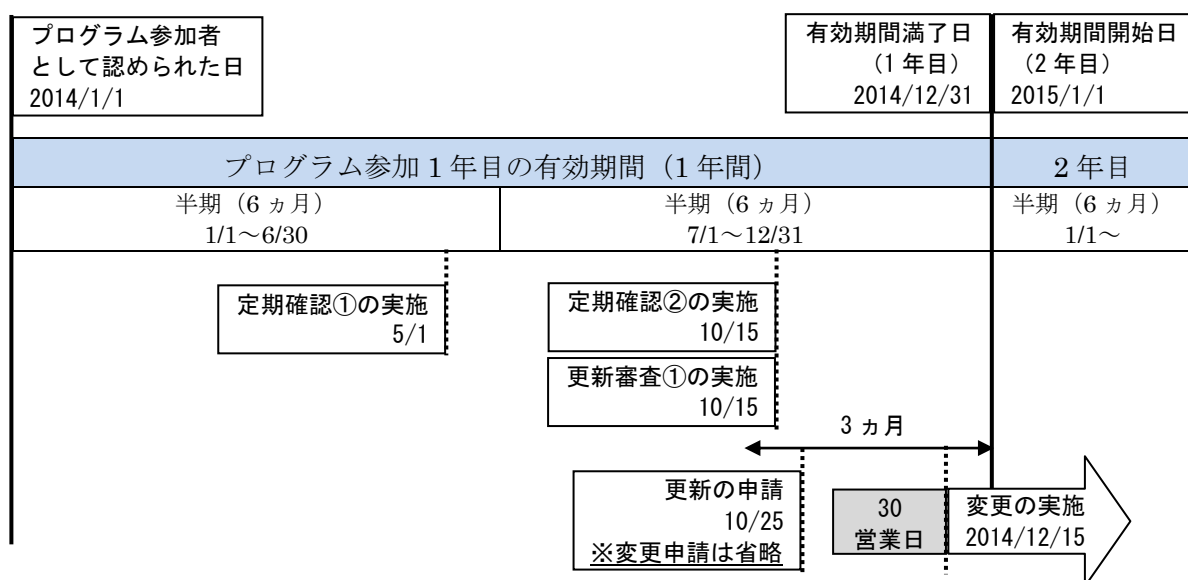 プログラム参加者
として認められた日
2014/1/1
有効期間満了日
(1 年目)
2014/12/31
有効期間開始日
(2 年目)
2015/1/1
プログラム参加 1 年目の有効期間（1 年間）
2 年目
半期（6 ヵ月）
1/1～6/30
半期（6 ヵ月）
7/1～12/31
半期（6 ヵ月）
1/1～
定期確認①の実施
5/1
定期確認②の実施
10/15
更新審査①の実施
10/15
3 ヵ月
更新の申請
10/25
※変更申請は省略
30
営業日
変更の実施
2014/12/15